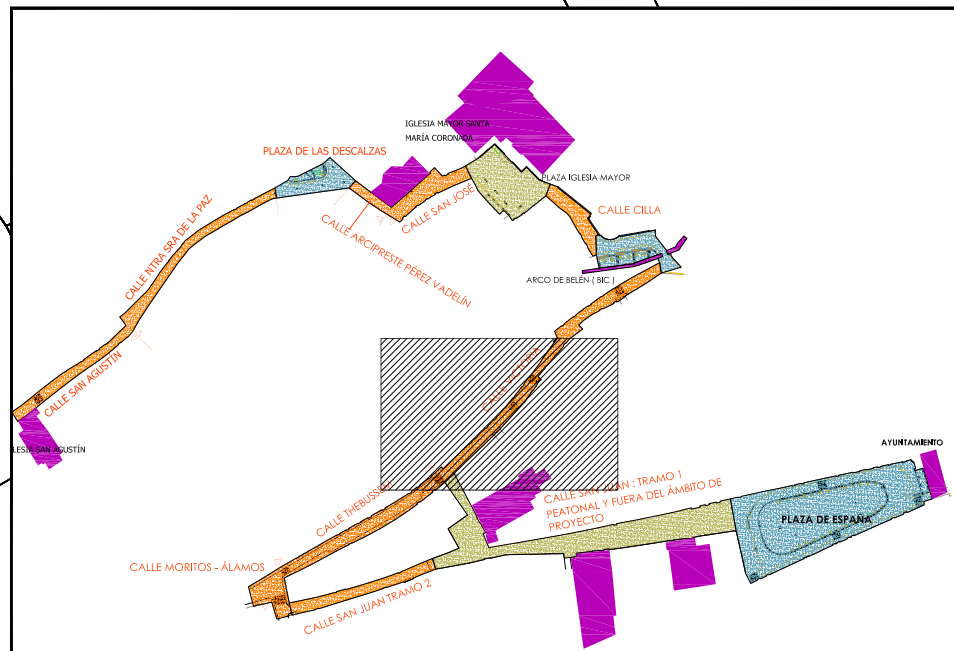 IGLESIA MAYOR SANTA
MARÍA CORONADA
PLAZA DE LAS DESCALZAS
PLAZA IGLESIA MAYOR
CALLE SAN JOSÉ
CALLE CILLA
CALLE ARCIPRESTE PÉREZ VADELÍN
CALLE NTRA SRA DE LA PAZ
ARCO DE BELÉN ( BIC )
CALLE SAN AGUSTÍN
CALLE VICTORIA
LESIA SAN AGUSTÍN
AYUNTAMIENTO
CALLE SAN JUAN : TRAMO 1
PEATONAL Y FUERA DEL ÁMBITO DE
PROYECTO
CALLE THEBUSSEM
PLAZA DE ESPAÑA
CALLE MORITOS - ÁLAMOS
CALLE SAN JUAN TRAMO 2